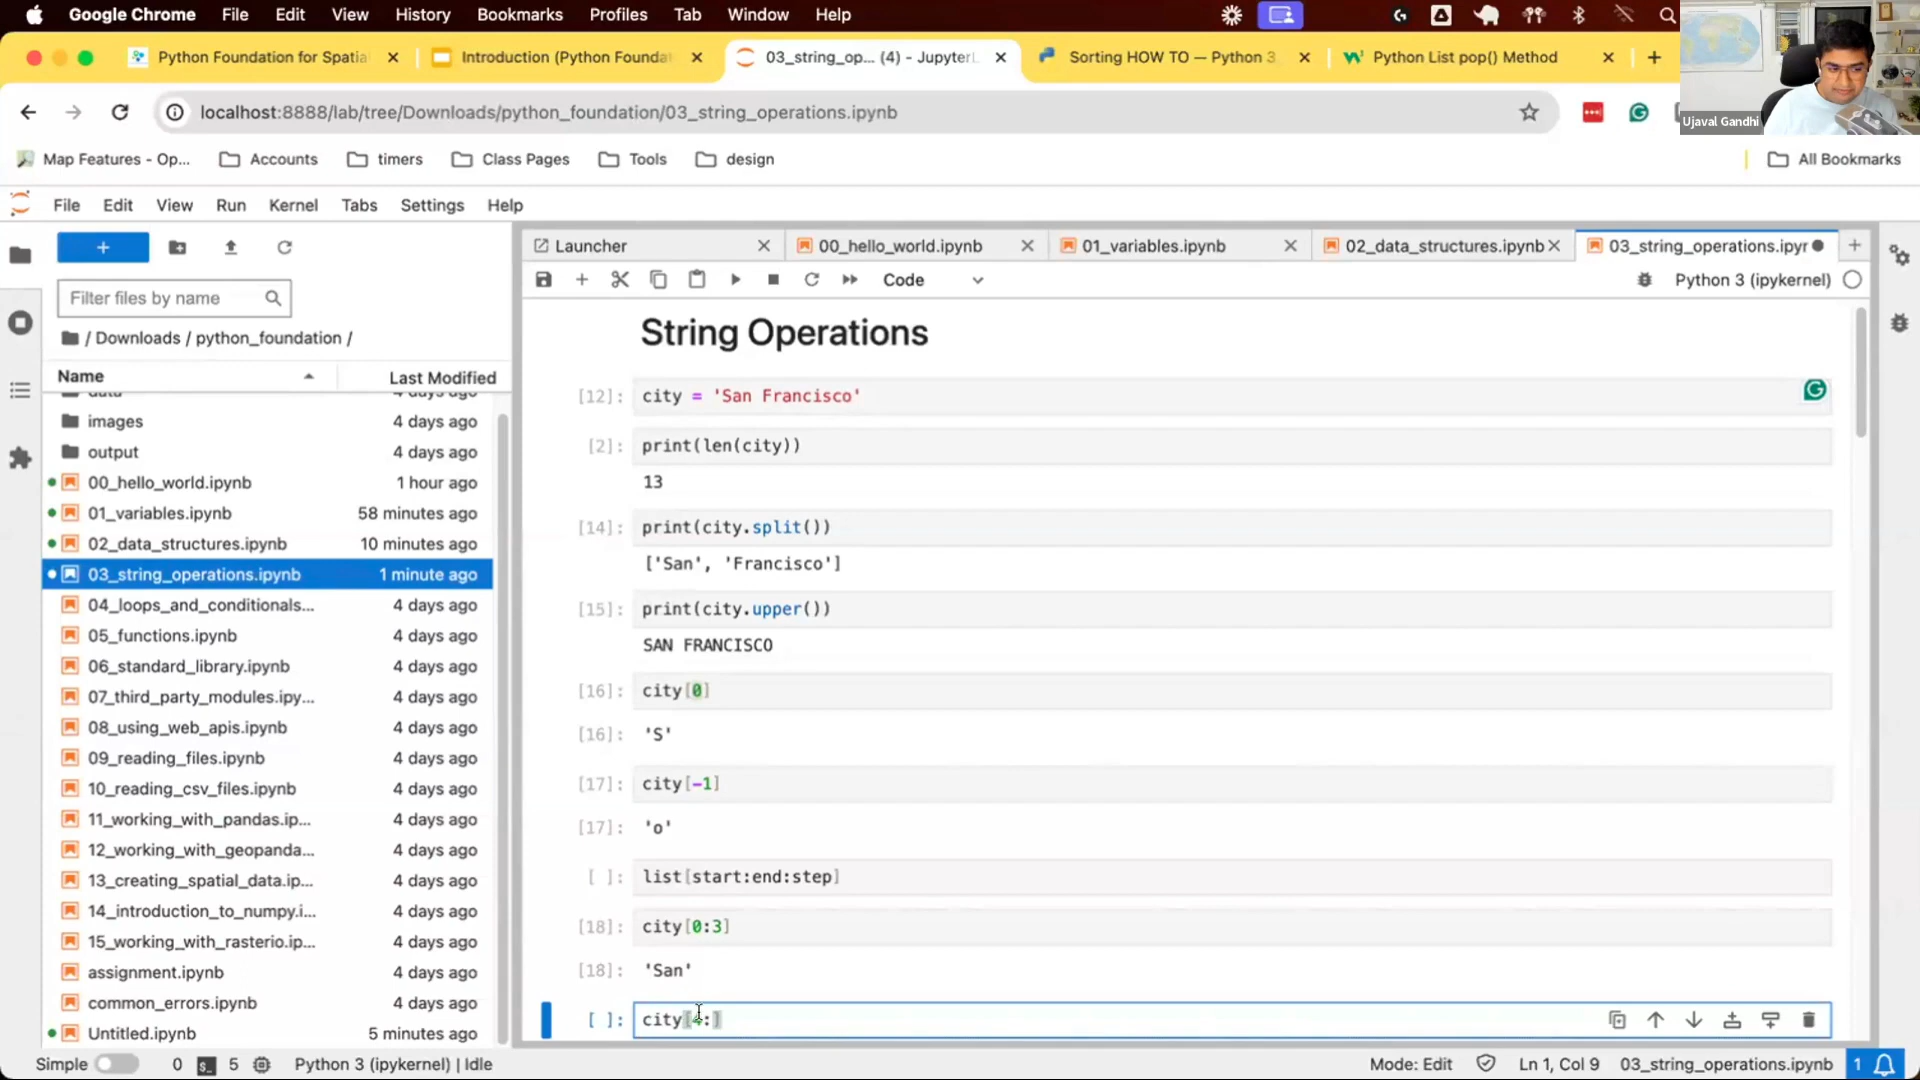 Google Chrome File Edit View History Bookmarks Profiles Tab Window Help
Python Foundation for Spatia
Introduction (Python Founda
03_string_op... (4) - JupyterL
Sorting HOW TO — Python 3.
Python List pop() Method
localhost:8888/lab/tree/Downloads/python_foundation/03_string_operations.ipynb
Ujaval Gandhi
Map Features - Op...
Accounts
timers
Class Pages
Tools
design
All Bookmarks
File Edit View Run Kernel Tabs Settings Help
Launcher
00_hello_world.ipynb
01_variables.ipynb
02_data_structures.ipynb
03_string_operations.ipyr
Code
Python 3 (ipykernel)
Filter files by name
/ Downloads / python_foundation /
Name Last Modified
data 4 days ago
images 4 days ago
output 4 days ago
00_hello_world.ipynb 1 hour ago
01_variables.ipynb 58 minutes ago
02_data_structures.ipynb 10 minutes ago
03_string_operations.ipynb 1 minute ago
04_loops_and_conditionals... 4 days ago
05_functions.ipynb 4 days ago
06_standard_library.ipynb 4 days ago
07_third_party_modules.ipy... 4 days ago
08_using_web_apis.ipynb 4 days ago
09_reading_files.ipynb 4 days ago
10_reading_csv_files.ipynb 4 days ago
11_working_with_pandas.ip... 4 days ago
12_working_with_geopanda... 4 days ago
13_creating_spatial_data.ip... 4 days ago
14_introduction_to_numpy.i... 4 days ago
15_working_with_rasterio.ip... 4 days ago
assignment.ipynb 4 days ago
common_errors.ipynb 4 days ago
Untitled.ipynb 5 minutes ago
String Operations
[12]: city = 'San Francisco'
[2]: print(len(city))
13
[14]: print(city.split())
['San', 'Francisco']
[15]: print(city.upper())
SAN FRANCISCO
[16]: city[0]
[16]: 'S'
[17]: city[-1]
[17]: 'o'
[ ]: list[start:end:step]
[18]: city[0:3]
[18]: 'San'
[ ]: city[4:]
Simple 0 5 Python 3 (ipykernel) | Idle
Mode: Edit Ln 1, Col 9 03_string_operations.ipynb 1